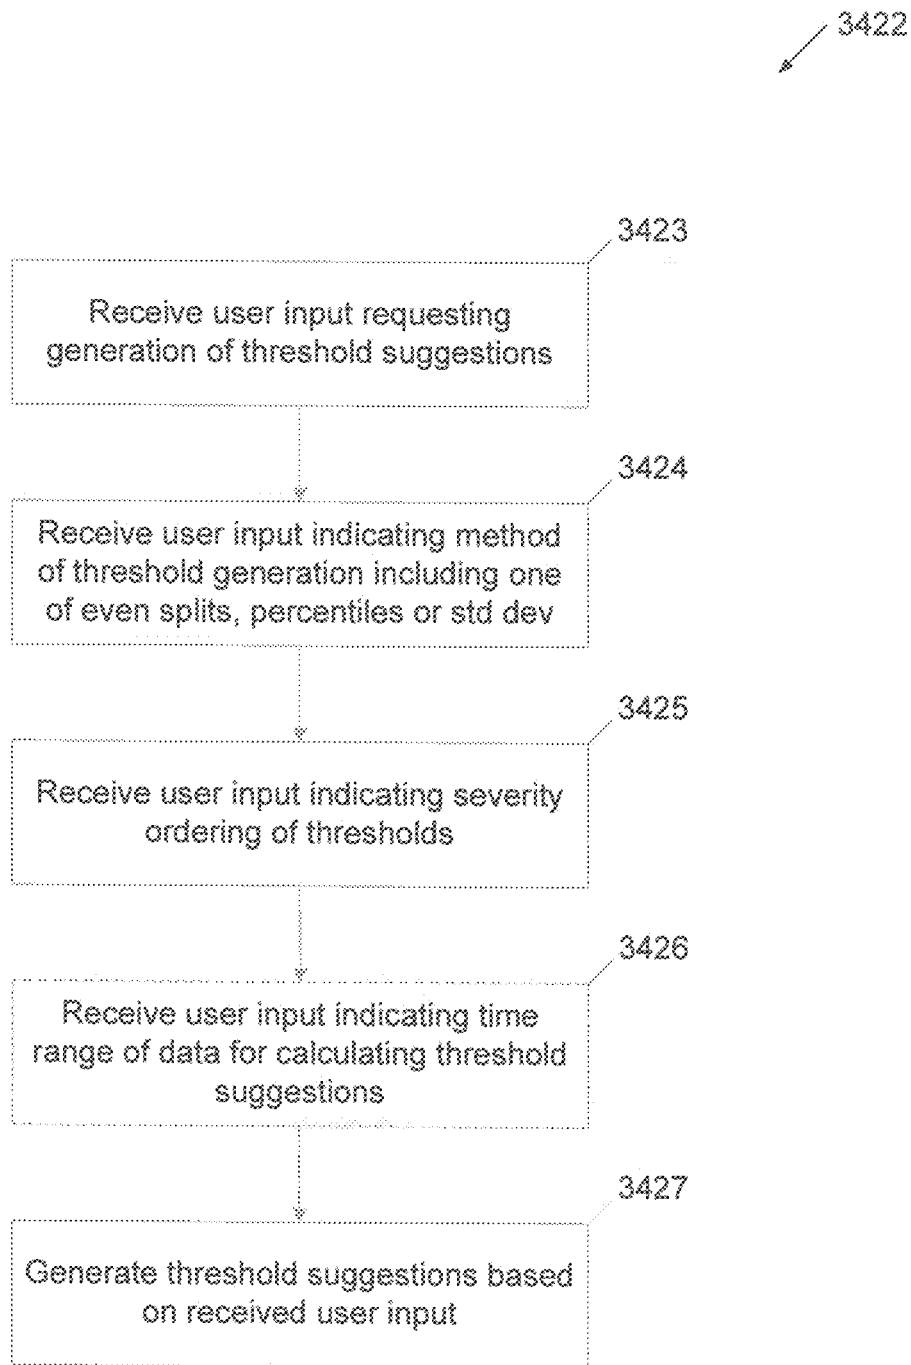 3422
3423
Receive user input requesting
generation of threshold suggestions
3424
Receive user input indicating method
of threshold generation including one
of even splits, percentiles or std dev
3425
Receive user input indicating severity
ordering of thresholds
3426
Receive user input indicating time
range of data for calculating threshold
suggestions
3427
Generate threshold suggestions based
on received user input